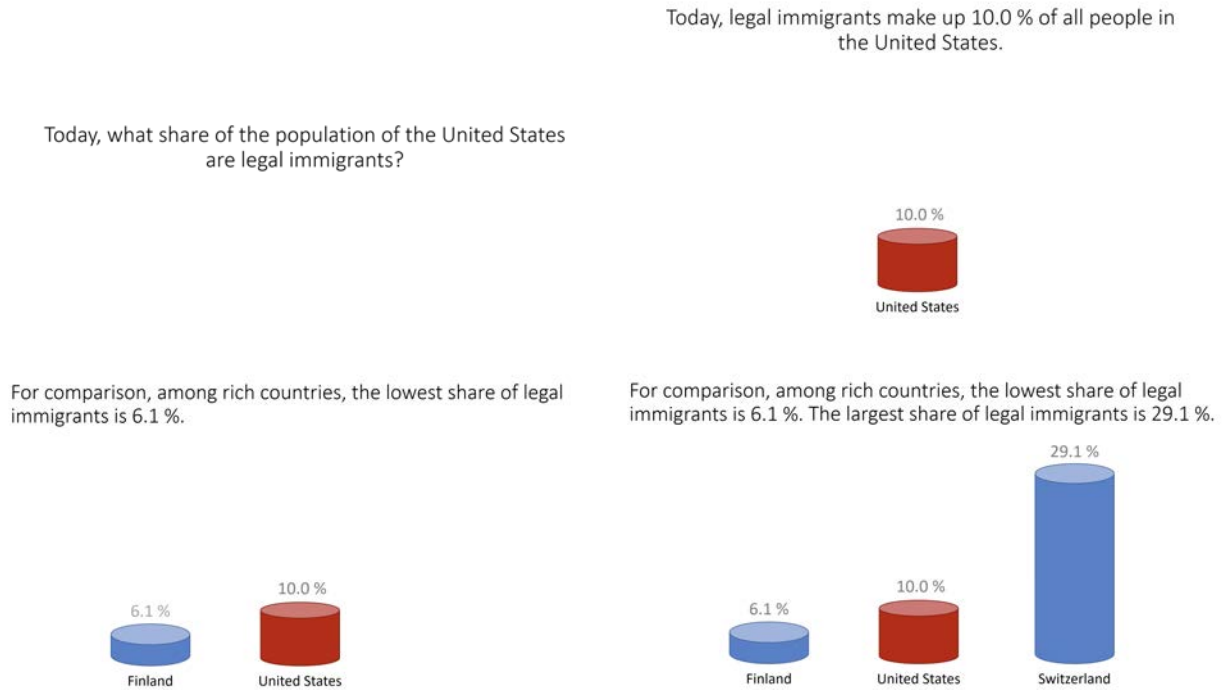 Today, what share of the population of the United States
are legal immigrants?
Today, legal immigrants make up 10.0 % of all people in
the United States.
10.0 %
United States
For comparison, among rich countries, the lowest share of legal
immigrants is 6.1 %.
6.1 %
10.0 %
Finland
United States
For comparison, among rich countries, the lowest share of legal
immigrants is 6.1 %. The largest share of legal immigrants is 29.1 %.
29.1 %
10.0 %
6.1 %
Finland
United States
Switzerland